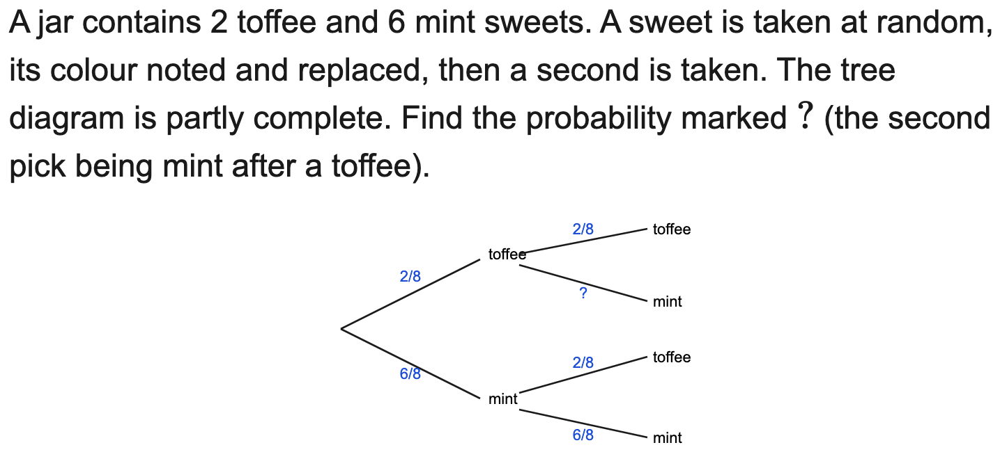 A jar contains 2 toffee and 6 mint sweets. A sweet is taken at random,
its colour noted and replaced, then a second is taken. The tree
diagram is partly complete. Find the probability marked ? (the second
pick being mint after a toffee).
2/8
toffee
toffee
2/8
?
mint
2/8
toffee
6/8
mint
6/8
mint